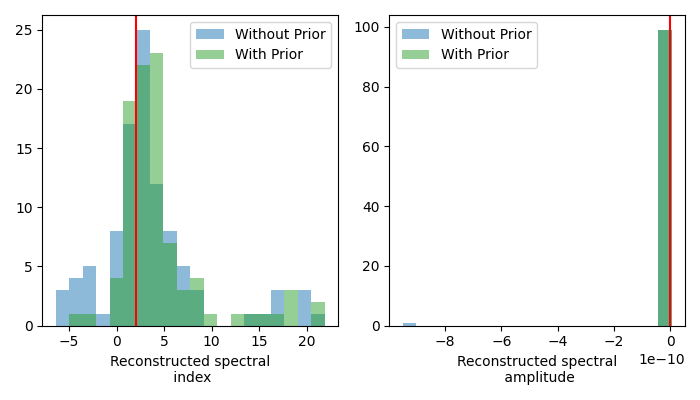 Without Prior
With Prior
25
20
15
10
5
0
−5
0
5
10
15
20
Reconstructed spectral
index
Without Prior
With Prior
100
80
60
40
20
0
−8
−6
−4
−2
0
1e−10
Reconstructed spectral
amplitude